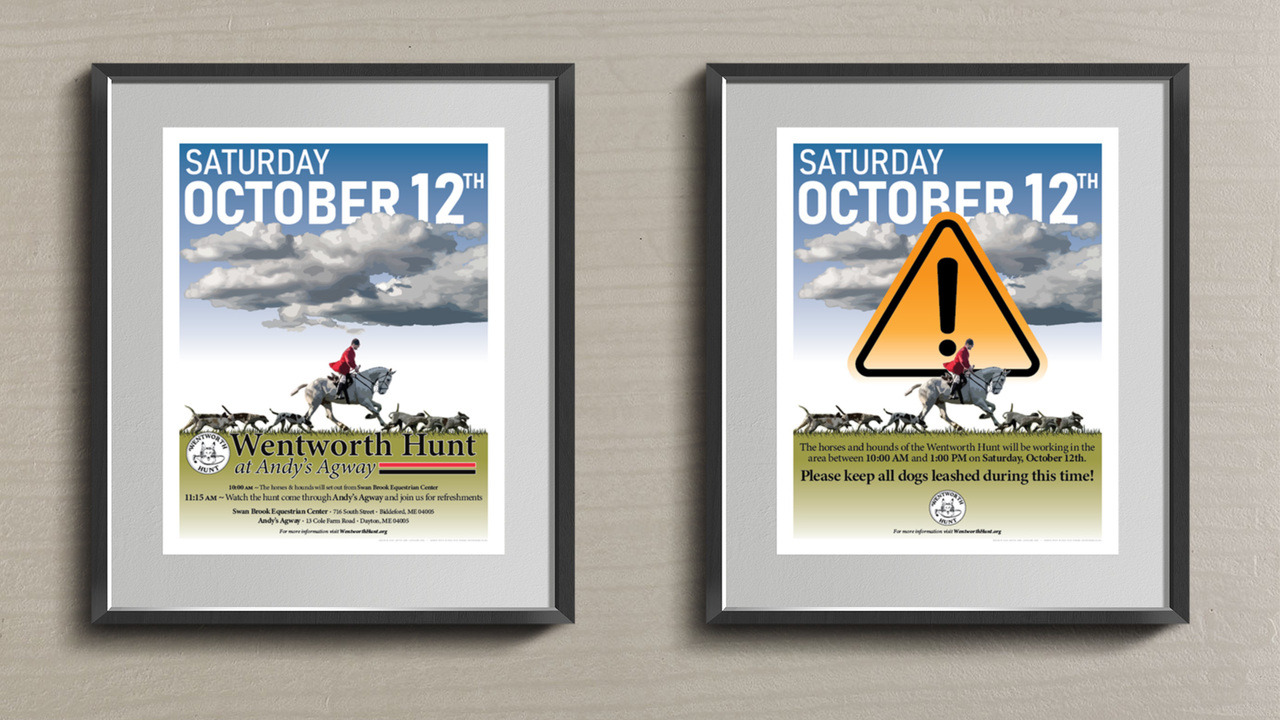 SATURDAY
OCTOBER 12TH
WENTWORTH
HUNT
Wentworth Hunt
at Andy's Agway
10:00 AM ~ The horses & hounds will set out from Swan Brook Equestrian Center
11:15 AM ~ Watch the hunt come through Andy's Agway and join us for refreshments
Swan Brook Equestrian Center - 716 South Street - Biddeford, ME 04005
Andy's Agway - 13 Cole Farm Road - Dayton, ME 04005
For more information visit WentworthHunt.org
SATURDAY
OCTOBER 12TH
!
The horses and hounds of the Wentworth Hunt will be working in the
area between 10:00 AM and 1:00 PM on Saturday, October 12th.
Please keep all dogs leashed during this time!
WENTWORTH
HUNT
For more information visit WentworthHunt.org